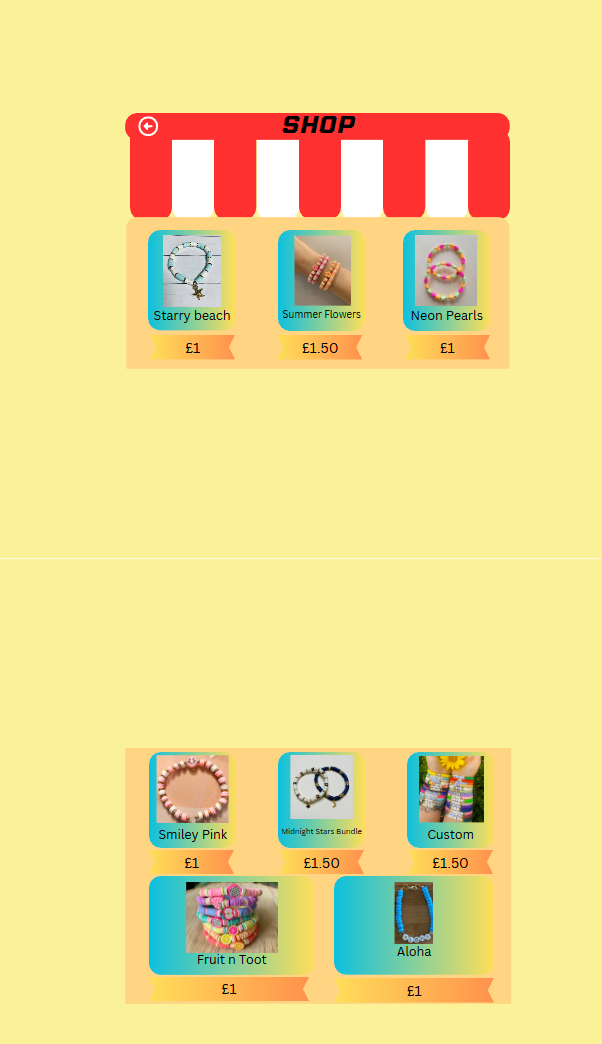 SHOP
Starry beach
Summer Flowers
Neon Pearls
£1
£1.50
£1
Smiley Pink
Midnight Stars Bundle
Custom
£1
£1.50
£1.50
Fruit n Toot
Aloha
£1
£1